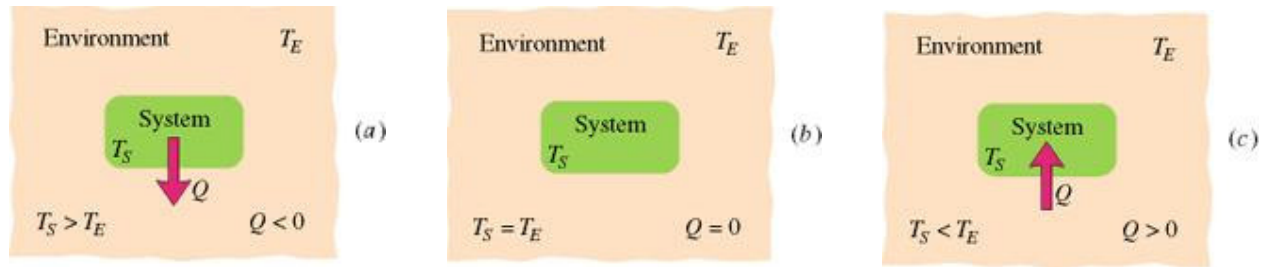 Environment T_E
System
T_S
Q
T_S > T_E Q < 0
(a)
Environment T_E
System
T_S
T_S = T_E Q = 0
(b)
Environment T_E
System
T_S
Q
T_S < T_E Q > 0
(c)